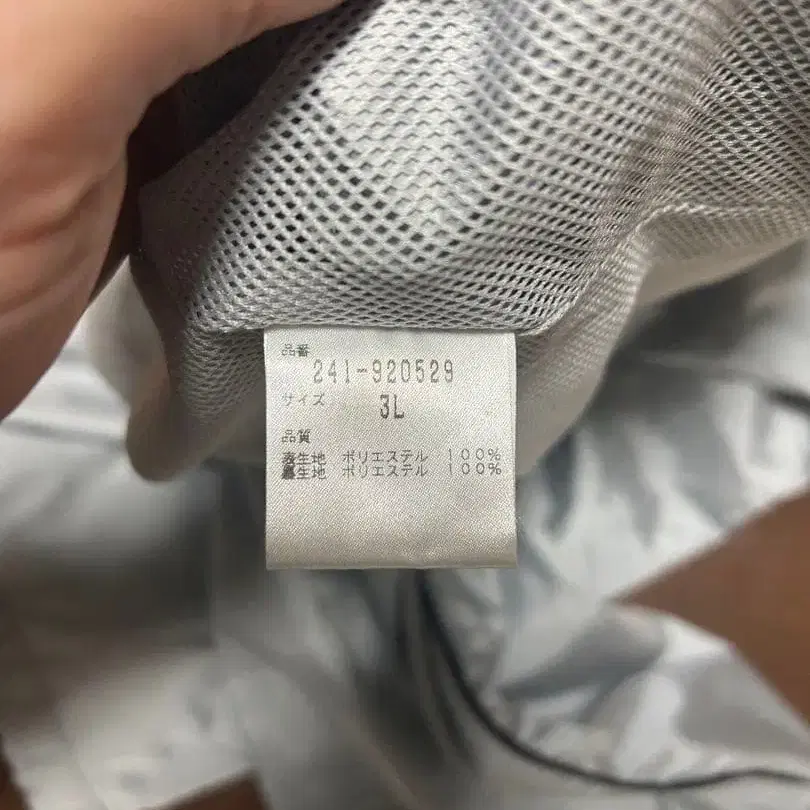 品番
241-920529
サイズ 3L
品質
表生地 ポリエステル 100%
裏生地 ポリエステル 100%